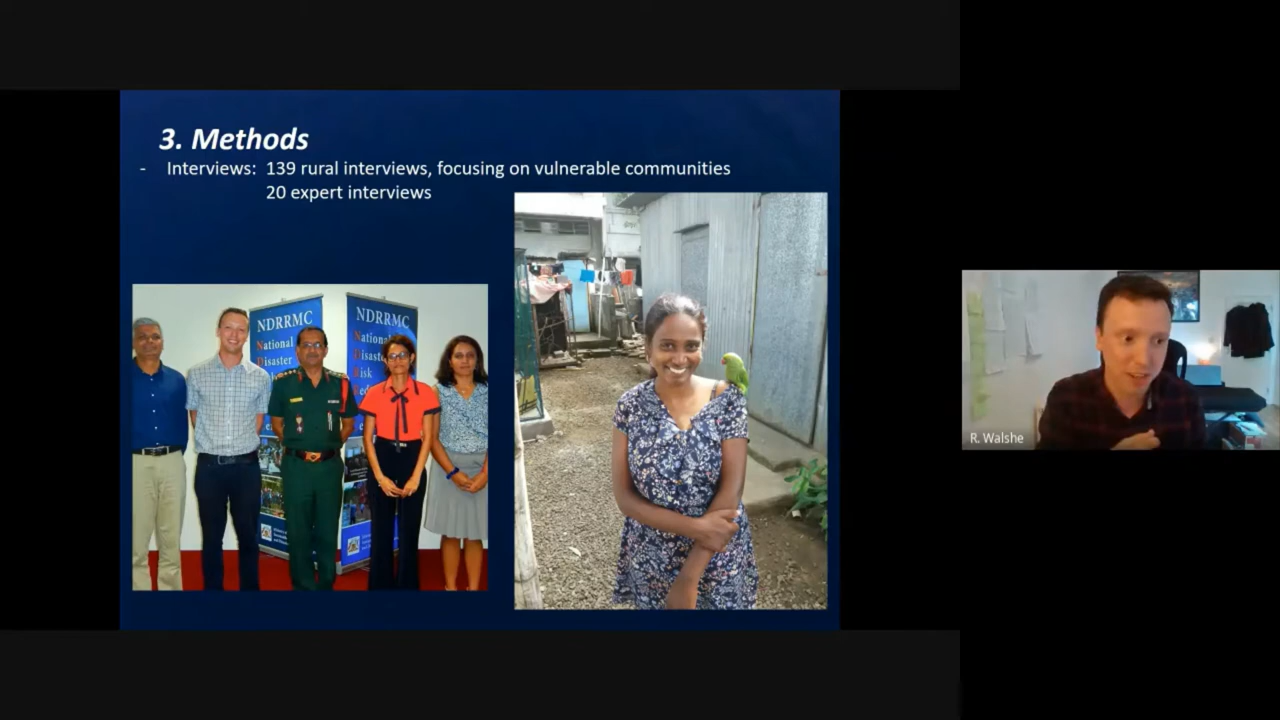 3. Methods
- Interviews: 139 rural interviews, focusing on vulnerable communities
20 expert interviews
NDRRMC
National
Disaster
NDRRMC
National
Disaster
Risk
R. Walshe